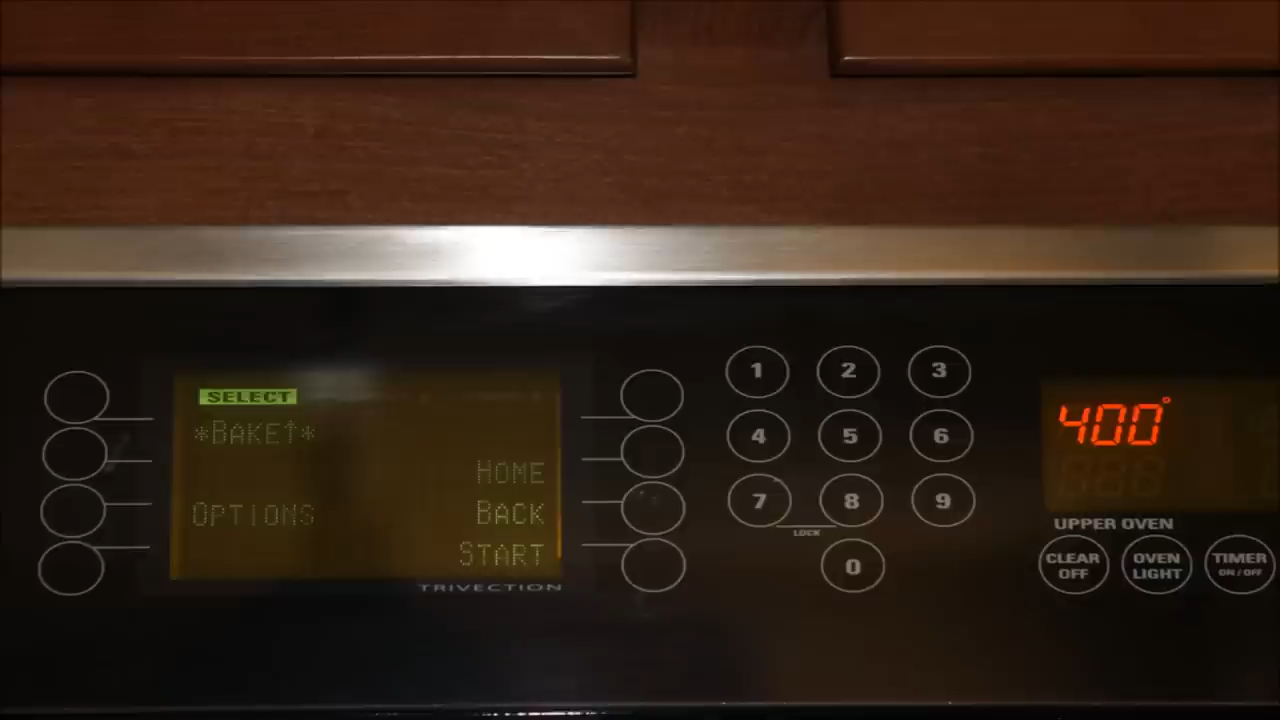 SELECT
*BAKE↑*
HOME
OPTIONS
BACK
START
TRIVECTION
1 2 3
4 5 6
7 8 9
LOCK
0
400°
UPPER OVEN
CLEAR OFF
OVEN LIGHT
TIMER ON / OFF